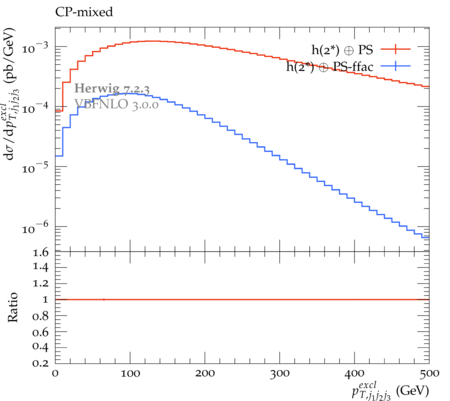 CP-mixed
dσ/dp^{excl}_{T,j₁j₂j₃} (pb/GeV)
10⁻³
10⁻⁴
10⁻⁵
10⁻⁶
h(2*) ⊕ PS
h(2*) ⊕ PS-ffac
Herwig 7.2.3
VBFNLO 3.0.0
Ratio
1.6
1.4
1.2
1
0.8
0.6
0.4
0.2
0 100 200 300 400 500
p^{excl}_{T,j₁j₂j₃} (GeV)